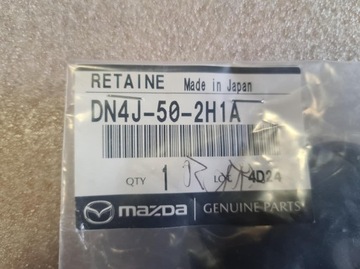 RETAINE Made in Japan
DN4J-50-2H1A
QTY 1 LOC 4D24
mazda GENUINE PARTS